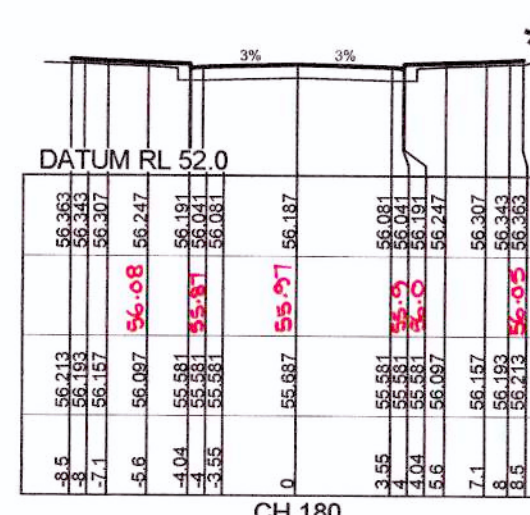 3% 3%
DATUM RL 52.0
56.363 56.343 56.307 56.247 56.191 56.041 56.081 56.187 56.081 56.041 56.191 56.247 56.307 56.343 56.363
56.08 55.87 55.97 55.9 56.0 56.05
56.213 56.193 56.157 56.097 55.581 55.581 55.581 55.687 55.581 55.581 55.581 56.097 56.157 56.193 56.213
-8.5 -8 -7.1 -5.6 -4.04 -4 -3.55 0 3.55 4 4.04 5.6 7.1 8 8.5
CH 180